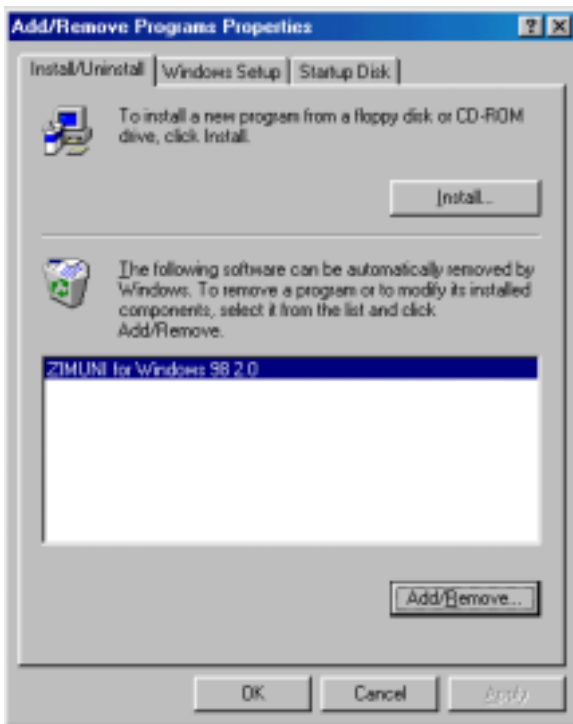 Add/Remove Programs Properties
Install/Uninstall
Windows Setup
Startup Disk
To install a new program from a floppy disk or CD-ROM
drive, click Install.
Install...
The following software can be automatically removed by
Windows. To remove a program or to modify its installed
components, select it from the list and click
Add/Remove.
ZIMUNI for Windows 98 2.0
Add/Remove...
OK
Cancel
Apply